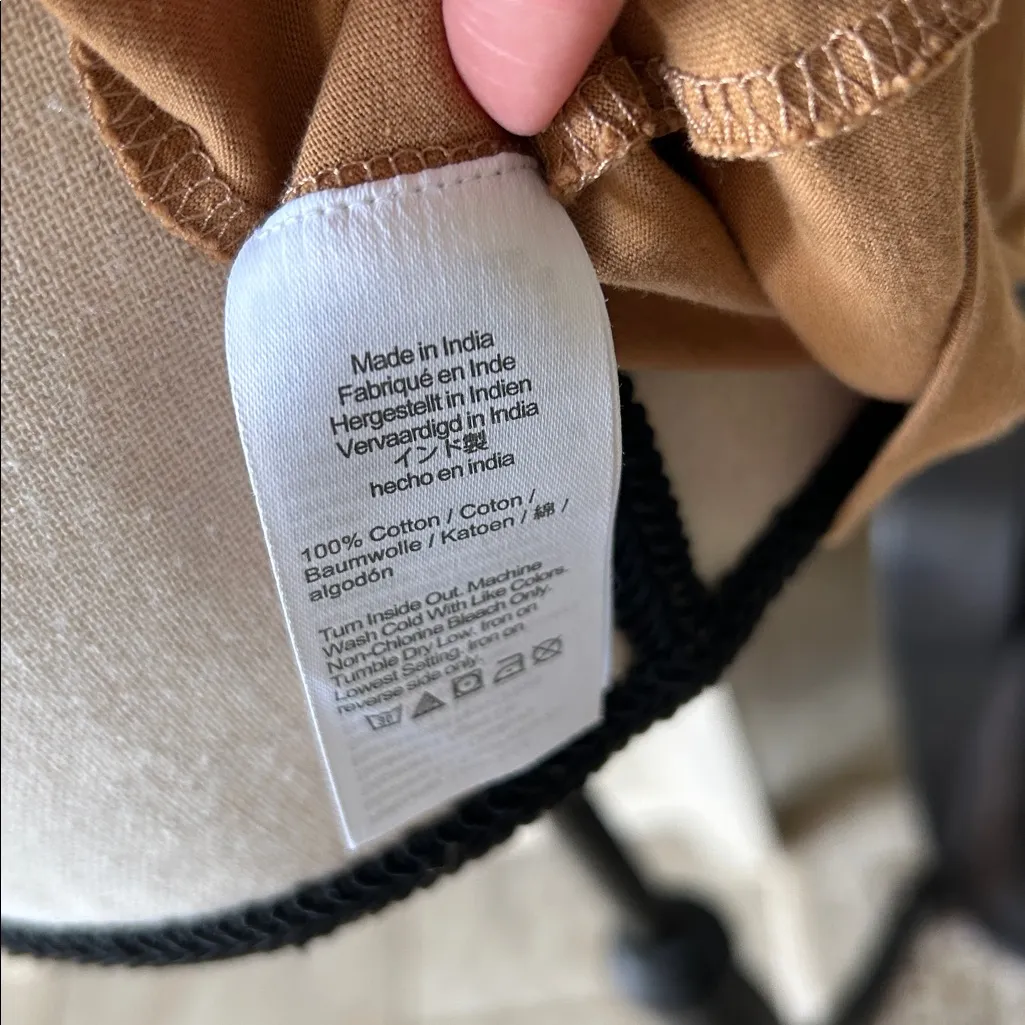 Made in India
Fabriqué en Inde
Hergestellt in Indien
Vervaardigd in India
インド製
hecho en india
100% Cotton / Coton /
Baumwolle / Katoen / 綿 /
algodón
Turn Inside Out. Machine
Wash Cold With Like Colors.
Non-Chlorine Bleach Only.
Tumble Dry Low. Iron on
Lowest Setting. Iron on
reverse side only.
30